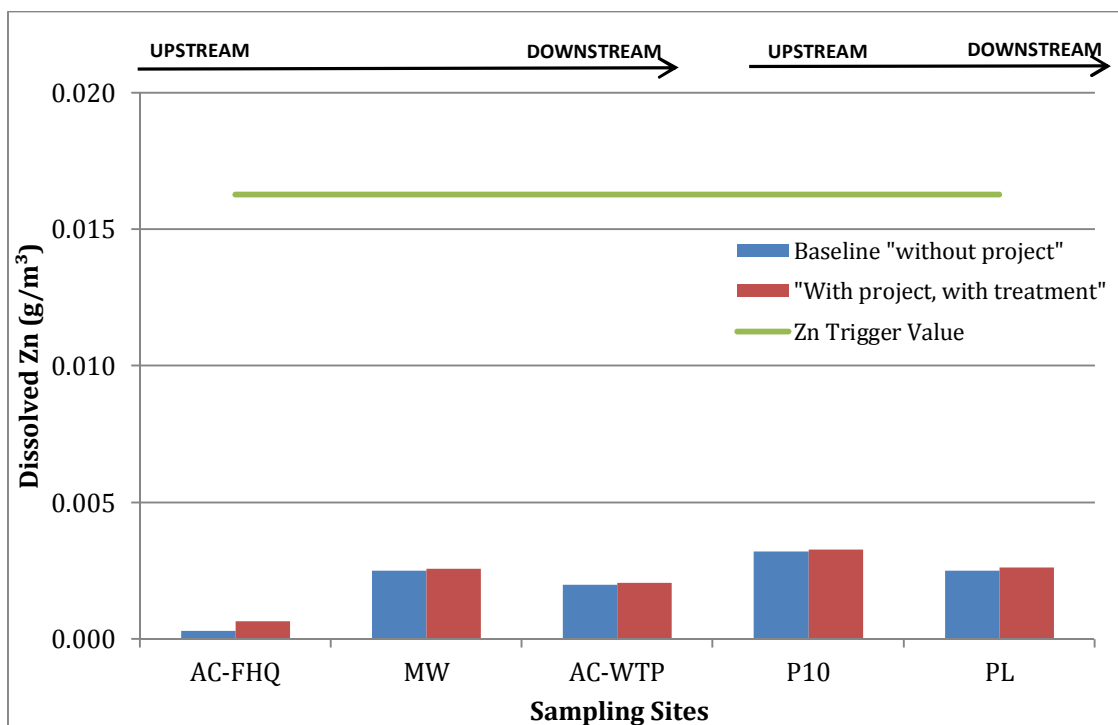 UPSTREAM DOWNSTREAM UPSTREAM DOWNSTREAM
0.020
0.015
0.010
0.005
0.000
Dissolved Zn (g/m³)
Baseline "without project"
"With project, with treatment"
Zn Trigger Value
AC-FHQ MW AC-WTP P10 PL
Sampling Sites